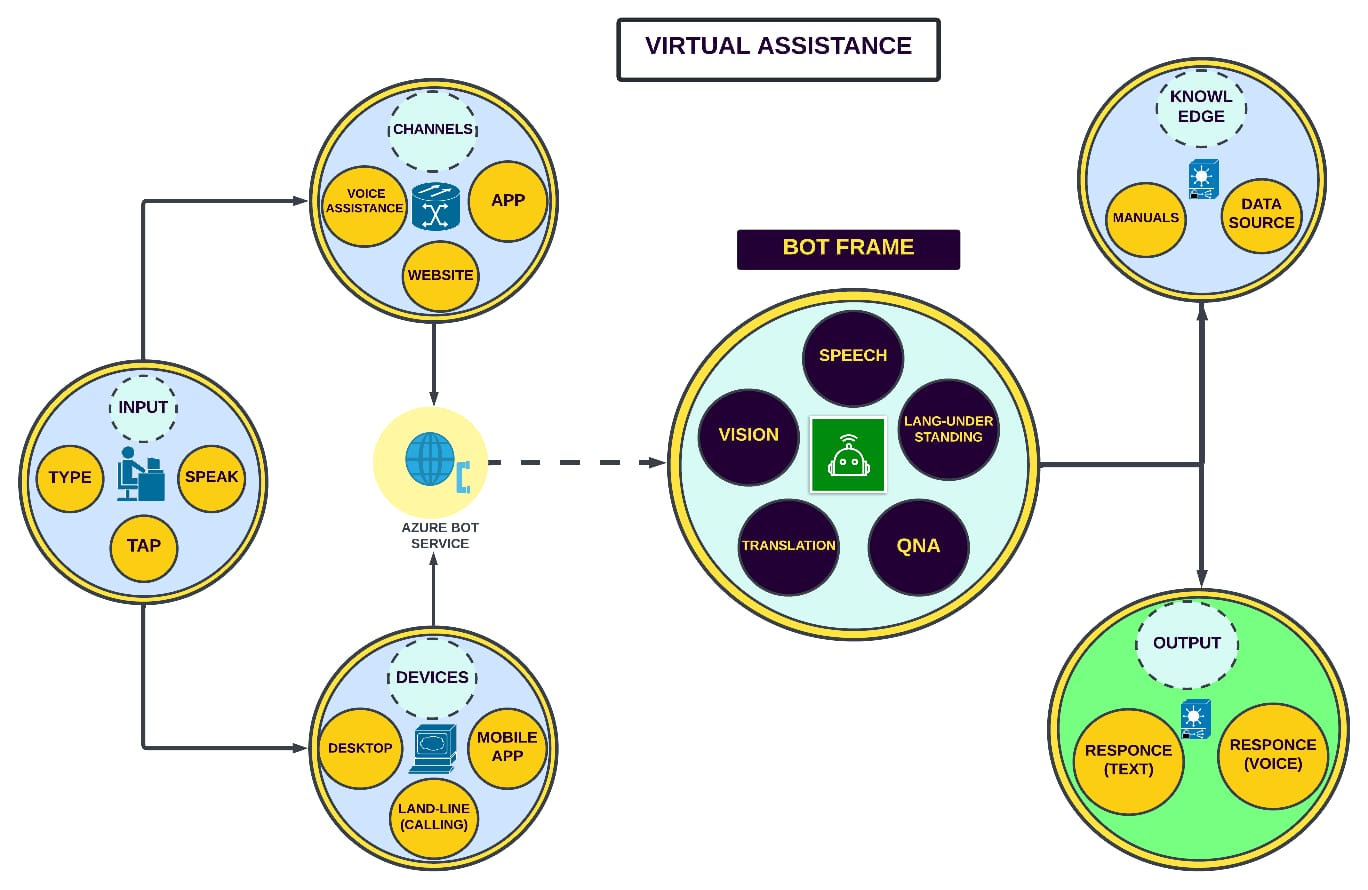 VIRTUAL ASSISTANCE
CHANNELS
VOICE
ASSISTANCE
APP
WEBSITE
INPUT
TYPE
SPEAK
TAP
AZURE BOT
SERVICE
DEVICES
DESKTOP
MOBILE
APP
LAND-LINE
(CALLING)
BOT FRAME
SPEECH
VISION
LANG-UNDER
STANDING
TRANSLATION
QNA
KNOWL
EDGE
MANUALS
DATA
SOURCE
OUTPUT
RESPONCE
(TEXT)
RESPONCE
(VOICE)